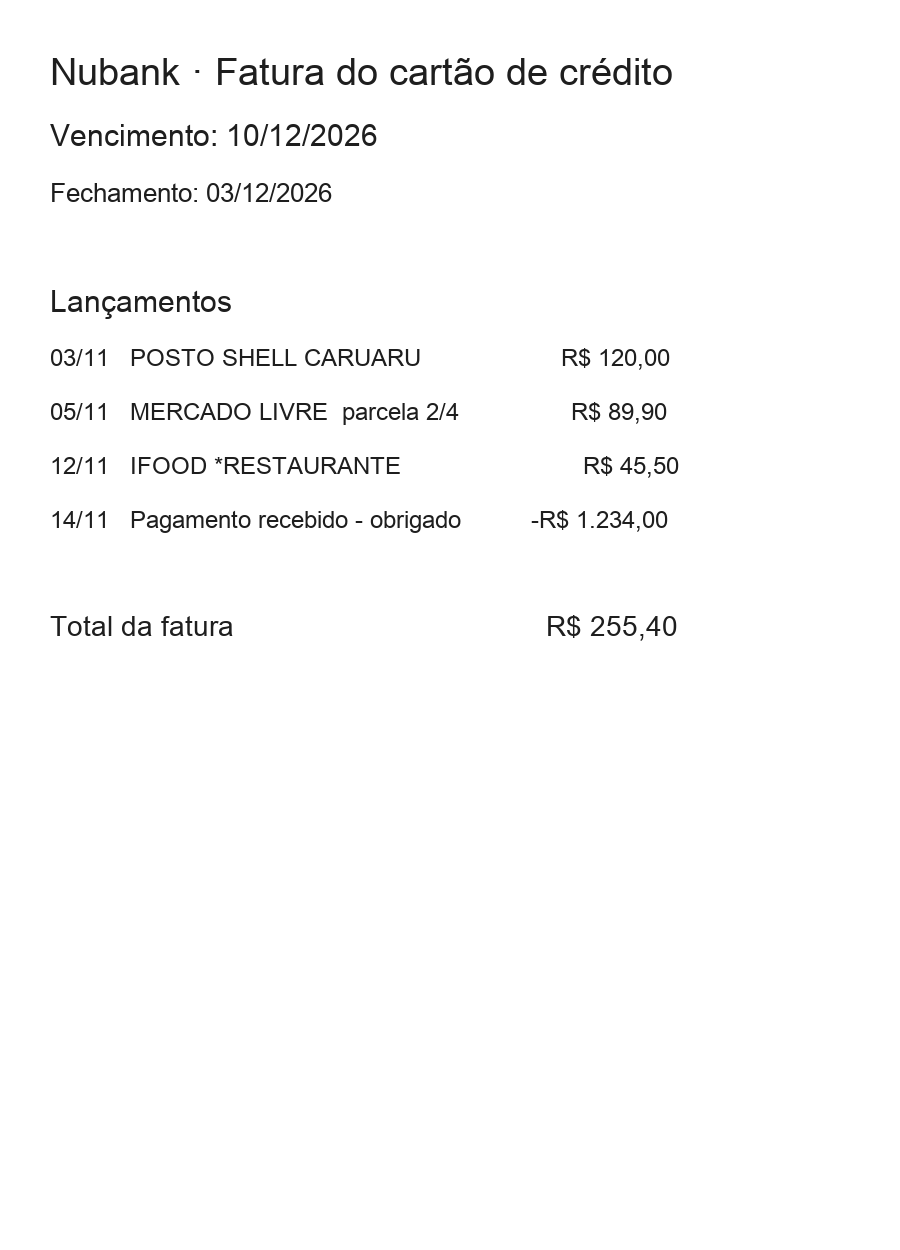 Nubank · Fatura do cartão de crédito
Vencimento: 10/12/2026
Fechamento: 03/12/2026
Lançamentos
03/11 POSTO SHELL CARUARU R$ 120,00
05/11 MERCADO LIVRE parcela 2/4 R$ 89,90
12/11 IFOOD *RESTAURANTE R$ 45,50
14/11 Pagamento recebido - obrigado -R$ 1.234,00
Total da fatura R$ 255,40